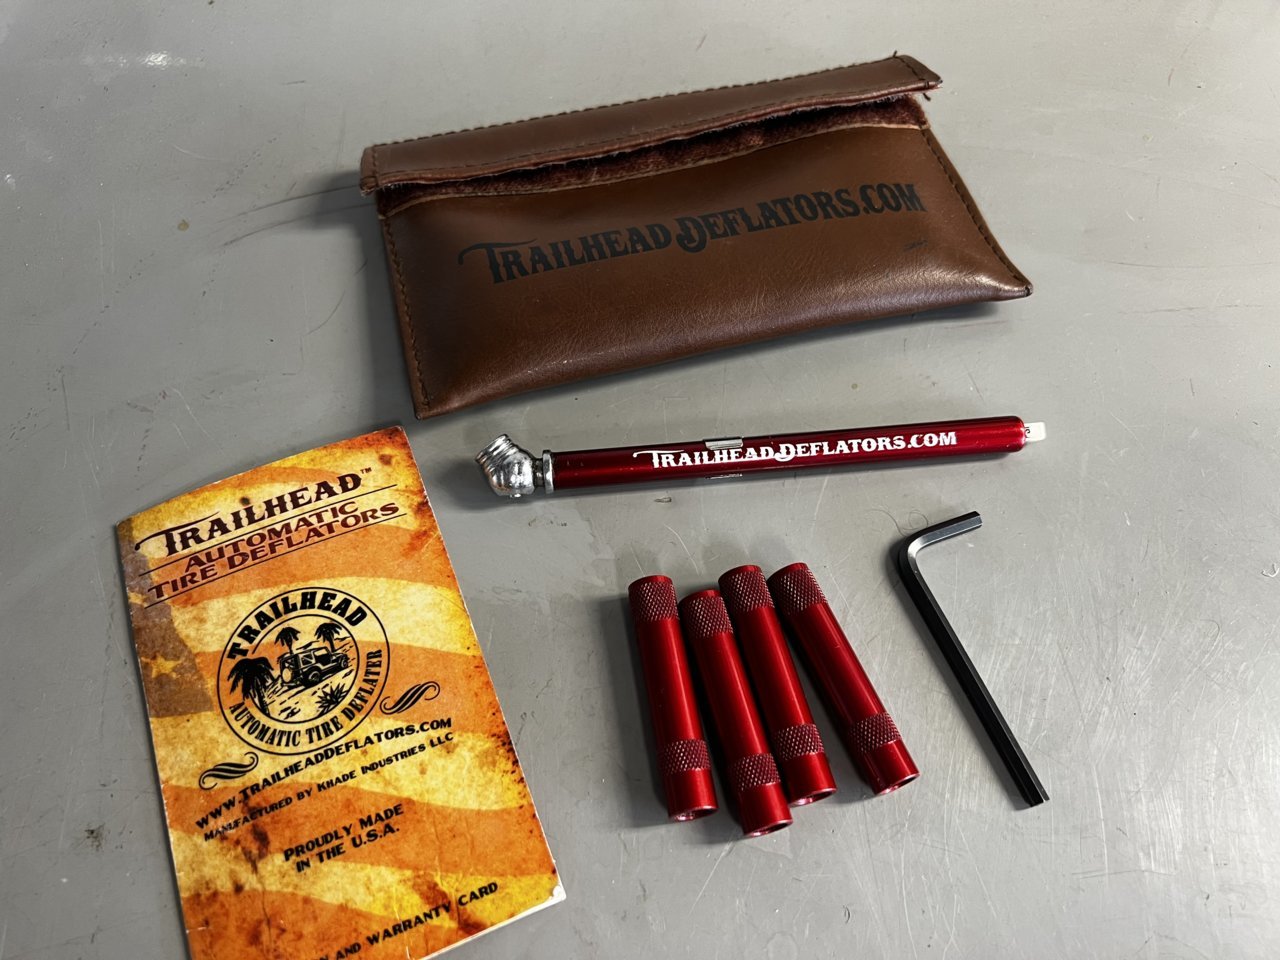 TRAILHEADDEFLATORS.COM
TRAILHEADDEFLATORS.COM
TRAILHEAD™
AUTOMATIC
TIRE DEFLATORS
TRAILHEAD
AUTOMATIC TIRE DEFLATER
WWW.TRAILHEADDEFLATORS.COM
MANUFACTURED BY KHADE INDUSTRIES LLC
PROUDLY MADE
IN THE U.S.A.
AND WARRANTY CARD